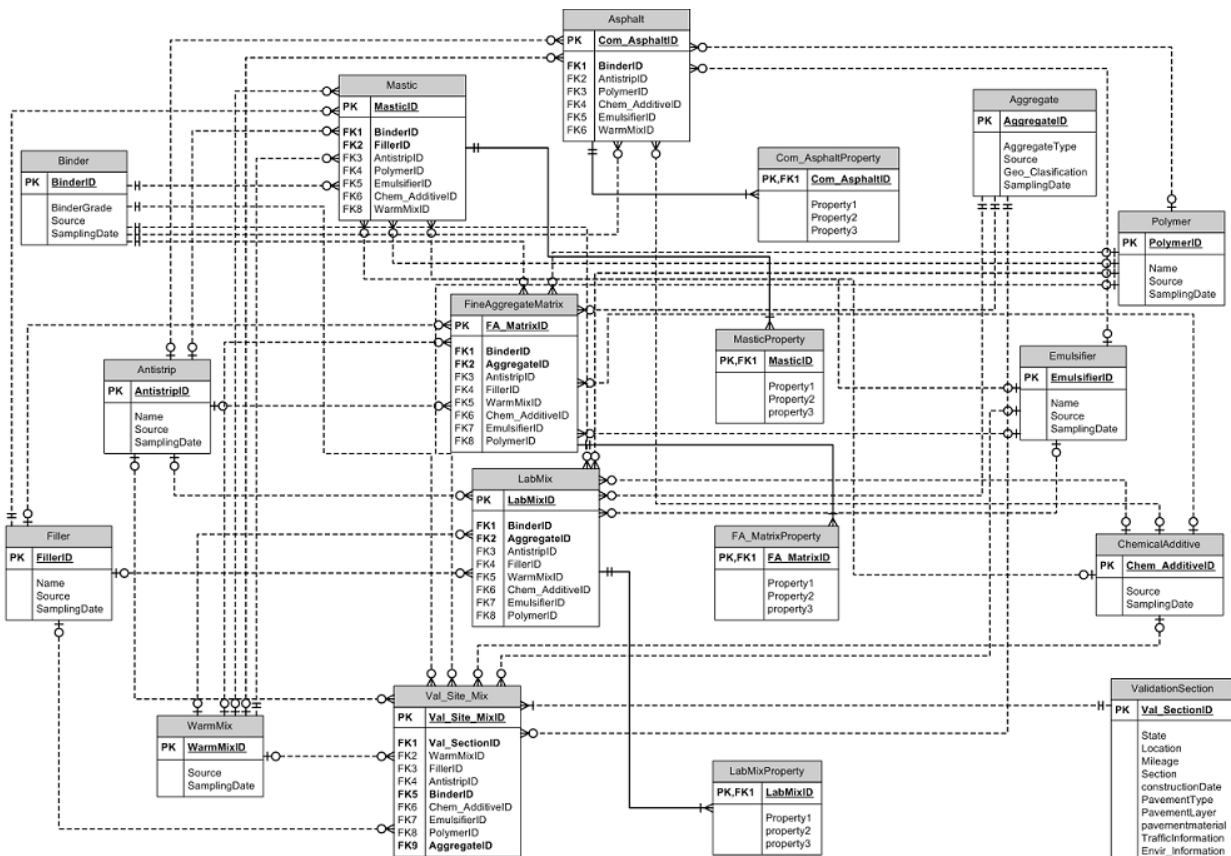 Asphalt
PK Com_AsphaltID
FK1 BinderID
FK2 AntistripID
FK3 PolymerID
FK4 Chem_AdditiveID
FK5 EmulsifierID
FK6 WarmMixID
Mastic
PK MasticID
FK1 BinderID
FK2 FillerID
FK3 AntistripID
FK4 PolymerID
FK5 EmulsifierID
FK6 Chem_AdditiveID
FK8 WarmMixID
Aggregate
PK AggregateID
AggregateType
Source
Geo_Clasification
SamplingDate
Binder
PK BinderID
BinderGrade
Source
SamplingDate
Com_AsphaltProperty
PK,FK1 Com_AsphaltID
Property1
Property2
Property3
Polymer
PK PolymerID
Name
Source
SamplingDate
FineAggregateMatrix
PK FA_MatrixID
FK1 BinderID
FK2 AggregateID
FK3 AntistripID
FK4 FillerID
FK5 WarmMixID
FK6 Chem_AdditiveID
FK7 EmulsifierID
FK8 PolymerID
MasticProperty
PK,FK1 MasticID
Property1
Property2
property3
Emulsifier
PK EmulsifierID
Name
Source
SamplingDate
Antistrip
PK AntistripID
Name
Source
SamplingDate
LabMix
PK LabMixID
FK1 BinderID
FK2 AggregateID
FK3 AntistripID
FK4 FillerID
FK5 WarmMixID
FK6 Chem_AdditiveID
FK7 EmulsifierID
FK8 PolymerID
Filler
PK FillerID
Name
Source
SamplingDate
FA_MatrixProperty
PK,FK1 FA_MatrixID
Property1
Property2
property3
ChemicalAdditive
PK Chem_AdditiveID
Source
SamplingDate
Val_Site_Mix
PK Val_Site_MixID
FK1 Val_SectionID
FK2 WarmMixID
FK3 FillerID
FK4 AntistripID
FK5 BinderID
FK6 Chem_AdditiveID
FK7 EmulsifierID
FK8 PolymerID
FK9 AggregateID
WarmMix
PK WarmMixID
Source
SamplingDate
LabMixProperty
PK,FK1 LabMixID
Property1
property2
property3
ValidationSection
PK Val_SectionID
State
Location
Mileage
Section
constructionDate
PavementType
PavementLayer
pavementmaterial
TrafficInformation
Envir_Information